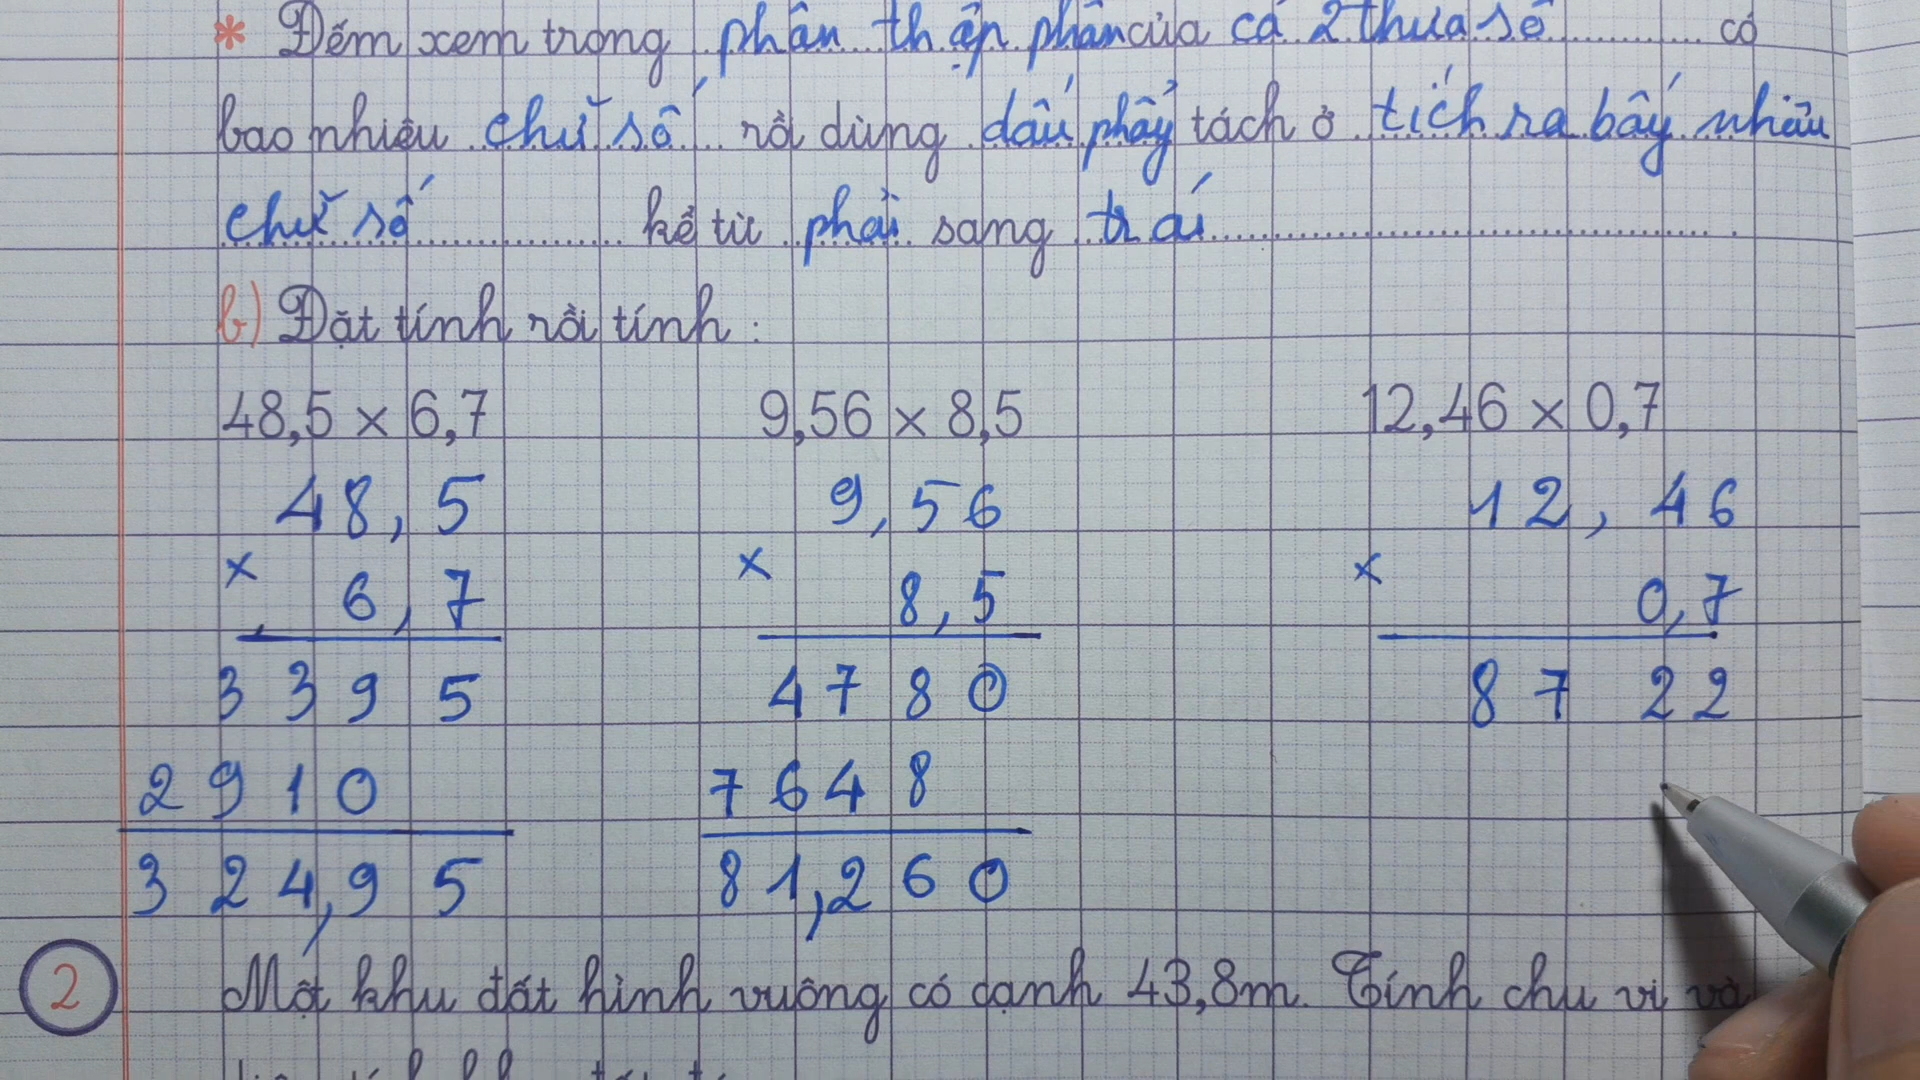 * Đếm xem trong phần thập phân của cả 2 thừa số ........... có
bao nhiêu chữ số rồi dùng dấu phẩy tách ở tích ra bấy nhiêu
chữ số ............ kể từ phải sang trái ..............................
b) Đặt tính rồi tính :
48,5 x 6,7 9,56 x 8,5 12,46 x 0,7
48,5 9,56 12,46
x x x
6,7 8,5 0,7
3395 4780 8722
2910 7648
324,95 81,260
2 Một khu đất hình vuông có cạnh 43,8m. Tính chu vi và